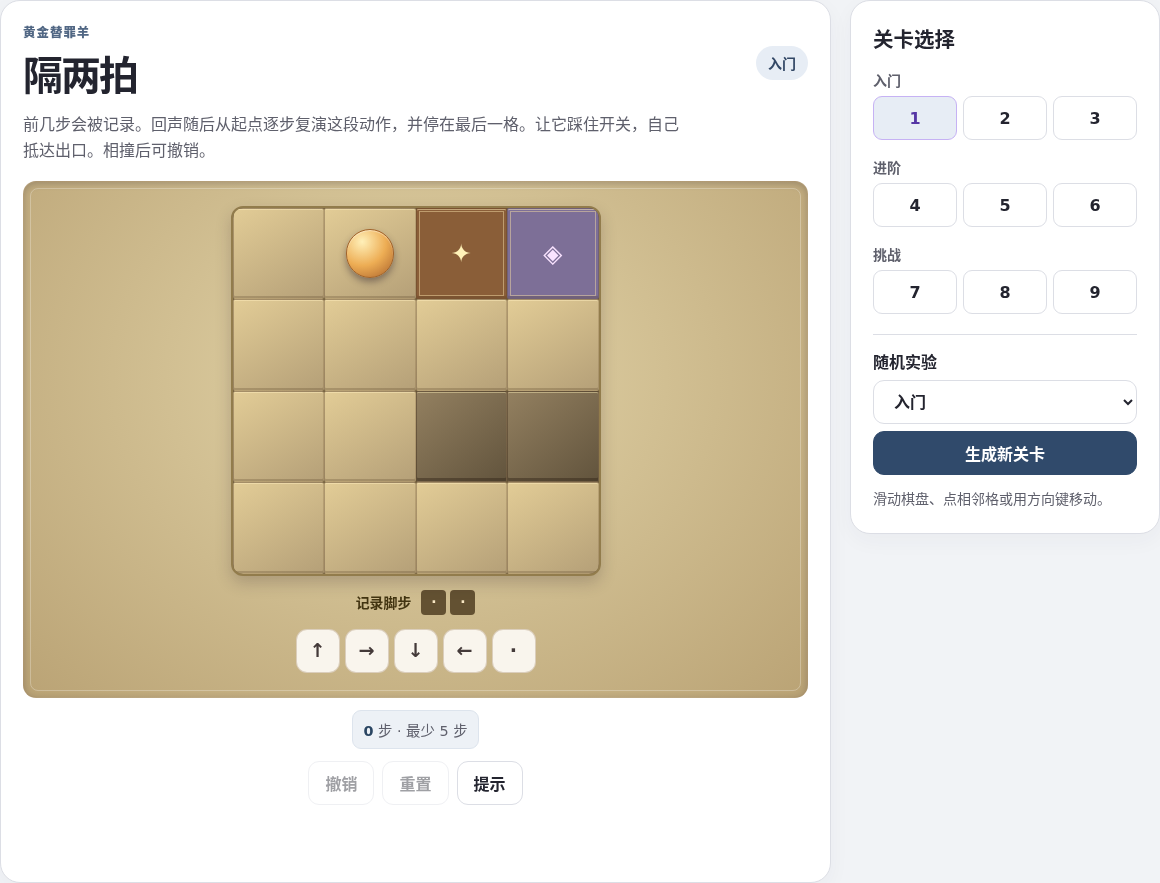 黄金替罪羊
隔两拍
入门
前几步会被记录。回声随后从起点逐步复演这段动作，并停在最后一格。让它踩住开关，自己
抵达出口。相撞后可撤销。
✦
◈
记录脚步 · ·
↑ → ↓ ← ·
0 步 · 最少 5 步
撤销 重置 提示
关卡选择
入门
1 2 3
进阶
4 5 6
挑战
7 8 9
随机实验
入门
生成新关卡
滑动棋盘、点相邻格或用方向键移动。